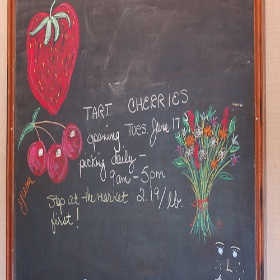 TART CHERRIES
opening TUES. June 17
picking daily –
9am – 5pm
Stop at the market 2.19/lb.
first!
yum